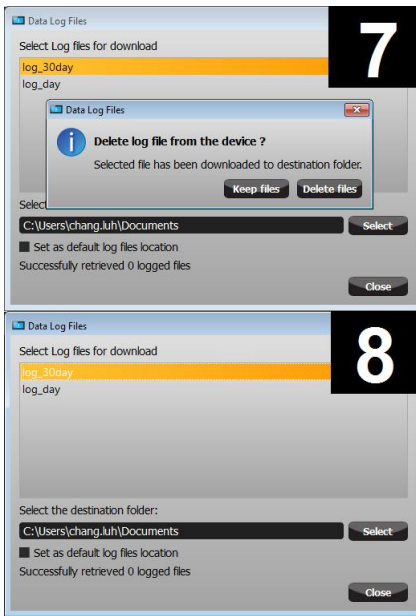 Data Log Files
7
Select Log files for download
log_30day
log_day
Data Log Files
Delete log file from the device ?
Selected file has been downloaded to destination folder.
Keep files Delete files
Select
C:\Users\chang.luh\Documents Select
Set as default log files location
Successfully retrieved 0 logged files
Close
Data Log Files
8
Select Log files for download
log_30day
log_day
Select the destination folder:
C:\Users\chang.luh\Documents Select
Set as default log files location
Successfully retrieved 0 logged files
Close